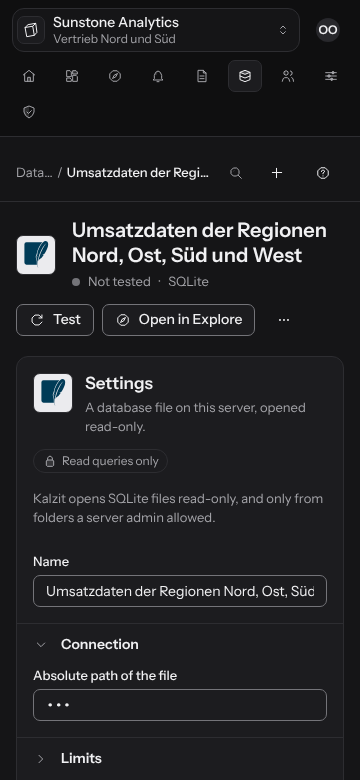 Sunstone Analytics
Vertrieb Nord und Süd
OO
Data... / Umsatzdaten der Regi...
Umsatzdaten der Regionen
Nord, Ost, Süd und West
Not tested · SQLite
Test
Open in Explore
Settings
A database file on this server, opened
read-only.
Read queries only
Kalzit opens SQLite files read-only, and only from
folders a server admin allowed.
Name
Umsatzdaten der Regionen Nord, Ost, Süd
Connection
Absolute path of the file
•••
Limits